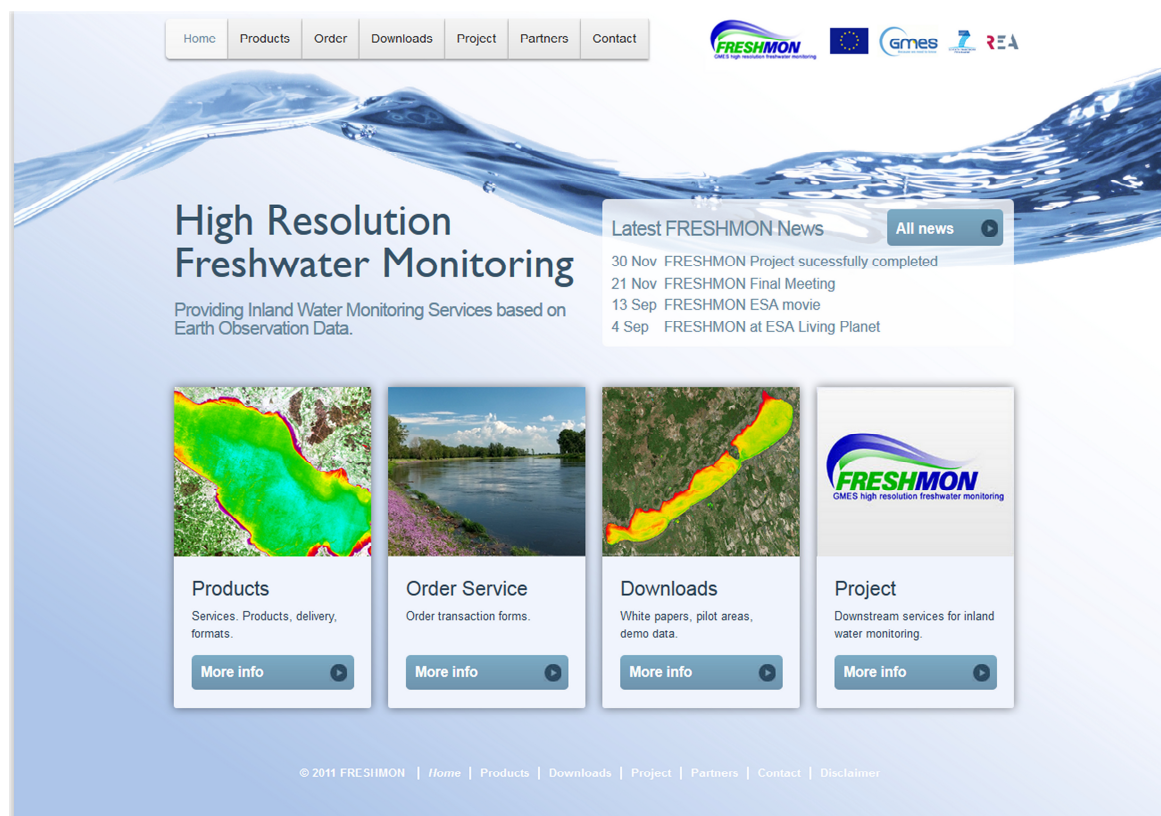 Home Products Order Downloads Project Partners Contact
FRESHMON
GMES high resolution freshwater monitoring
Gmes
7
REA
High Resolution
Freshwater Monitoring
Providing Inland Water Monitoring Services based on
Earth Observation Data.
Latest FRESHMON News
All news
30 Nov FRESHMON Project sucessfully completed
21 Nov FRESHMON Final Meeting
13 Sep FRESHMON ESA movie
4 Sep FRESHMON at ESA Living Planet
FRESHMON
GMES high resolution freshwater monitoring
Products
Services. Products, delivery,
formats.
More info
Order Service
Order transaction forms.
More info
Downloads
White papers, pilot areas,
demo data.
More info
Project
Downstream services for inland
water monitoring.
More info
© 2011 FRESHMON | Home | Products | Downloads | Project | Partners | Contact | Disclaimer